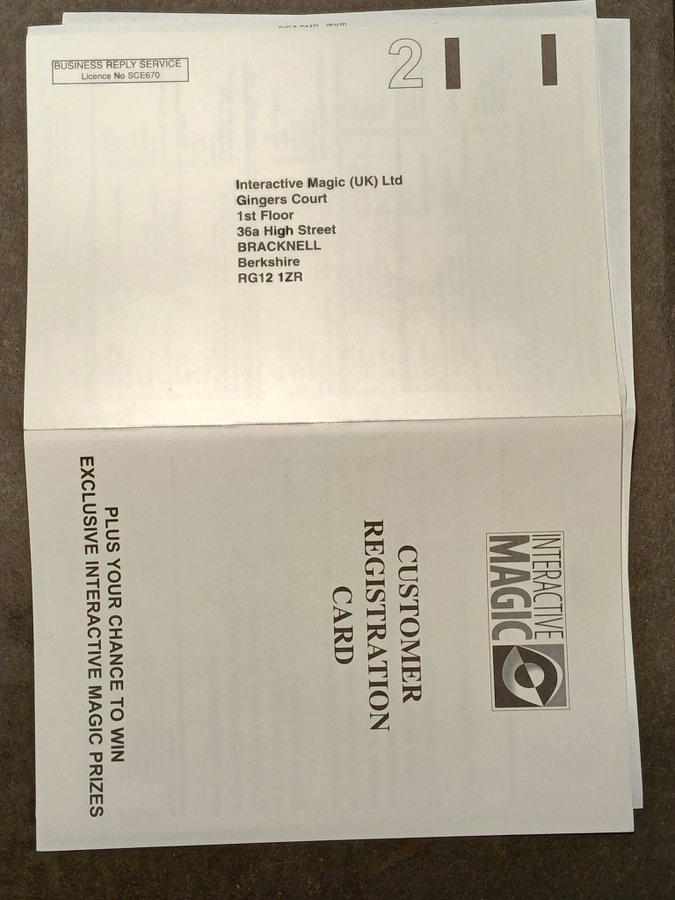 BUSINESS REPLY SERVICE
Licence No SCE670
2
Interactive Magic (UK) Ltd
Gingers Court
1st Floor
36a High Street
BRACKNELL
Berkshire
RG12 1ZR
INTERACTIVE
MAGIC
CUSTOMER
REGISTRATION
CARD
PLUS YOUR CHANCE TO WIN
EXCLUSIVE INTERACTIVE MAGIC PRIZES